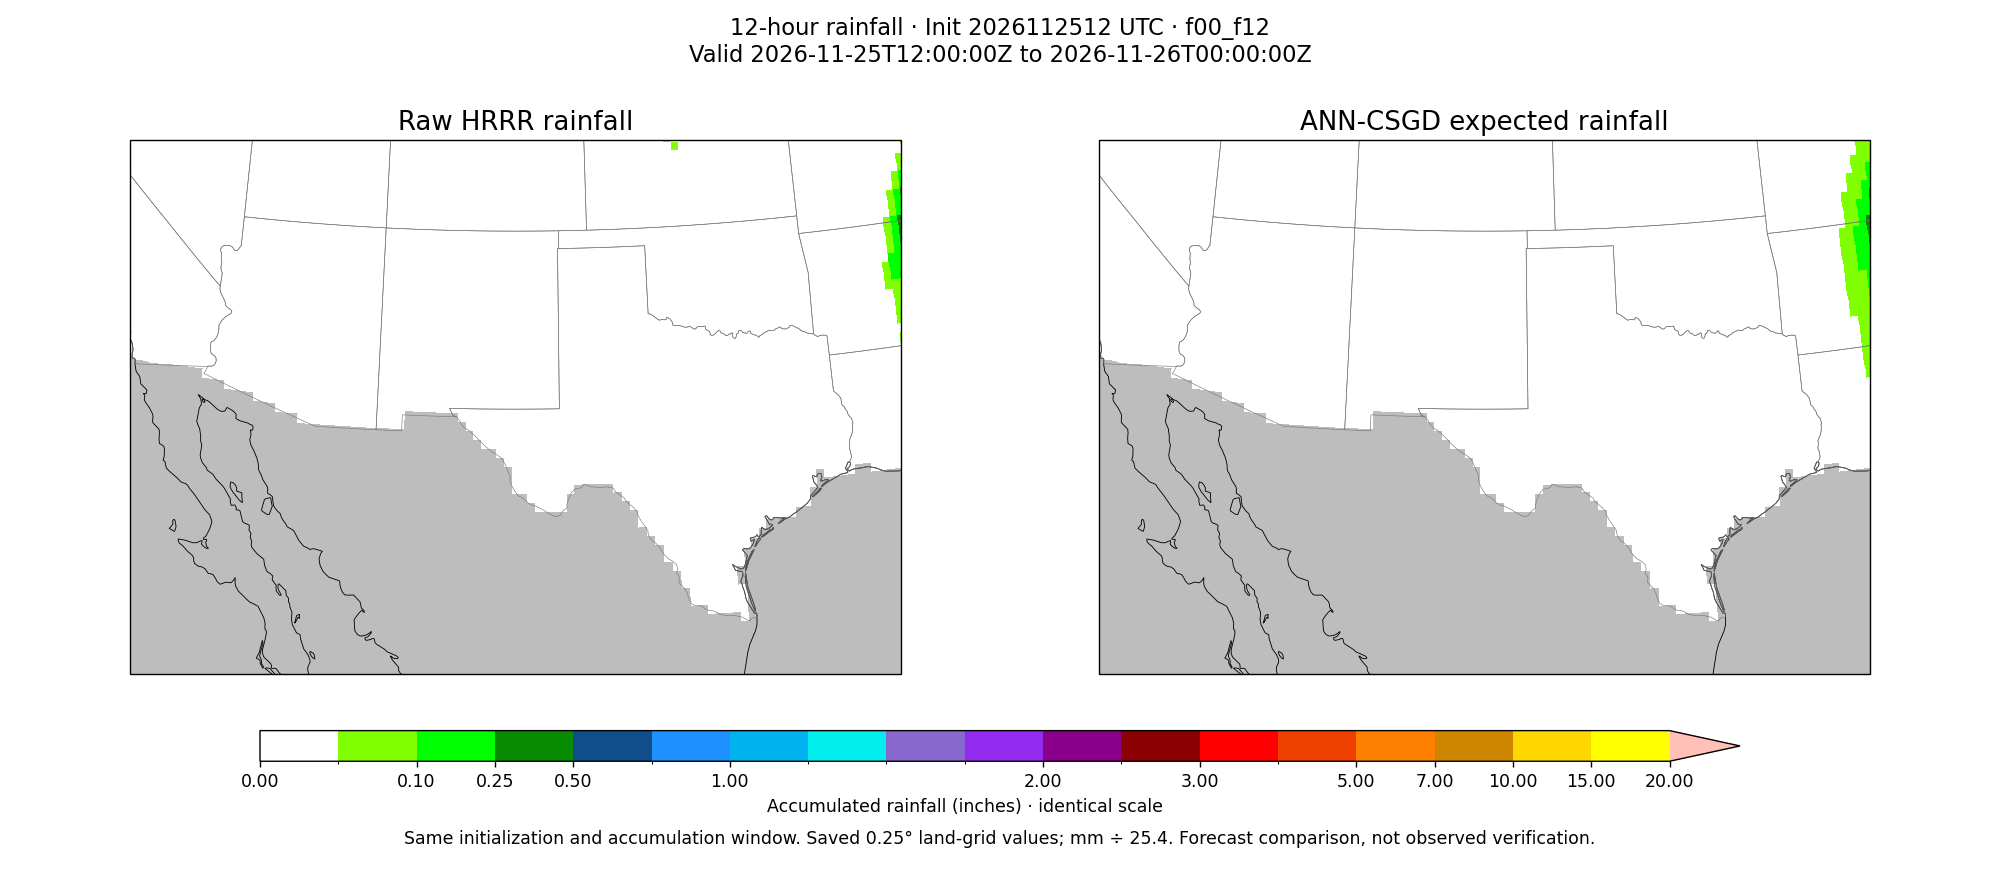 12-hour rainfall · Init 2026112512 UTC · f00_f12
Valid 2026-11-25T12:00:00Z to 2026-11-26T00:00:00Z
Raw HRRR rainfall
ANN-CSGD expected rainfall
0.00 0.10 0.25 0.50 1.00 2.00 3.00 5.00 7.00 10.00 15.00 20.00
Accumulated rainfall (inches) · identical scale
Same initialization and accumulation window. Saved 0.25° land-grid values; mm ÷ 25.4. Forecast comparison, not observed verification.